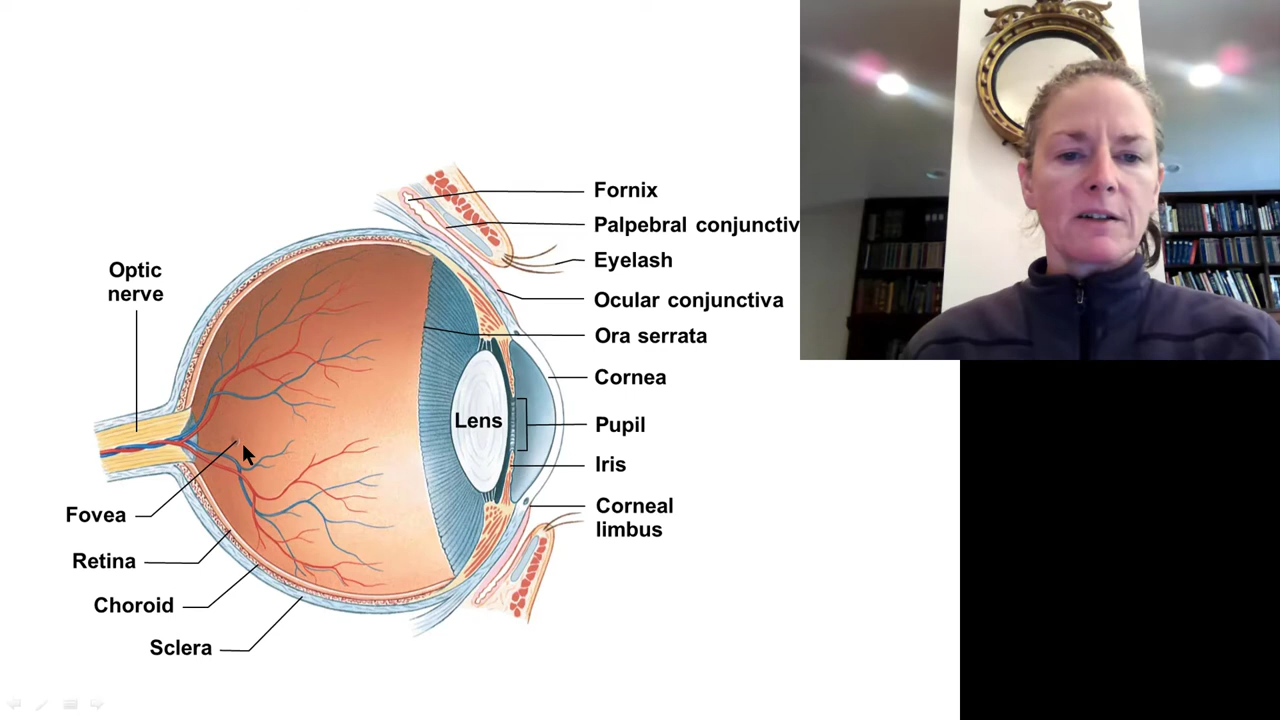 Fornix
Palpebral conjunctiv
Eyelash
Ocular conjunctiva
Ora serrata
Cornea
Lens
Pupil
Iris
Corneal
limbus
Optic
nerve
Fovea
Retina
Choroid
Sclera